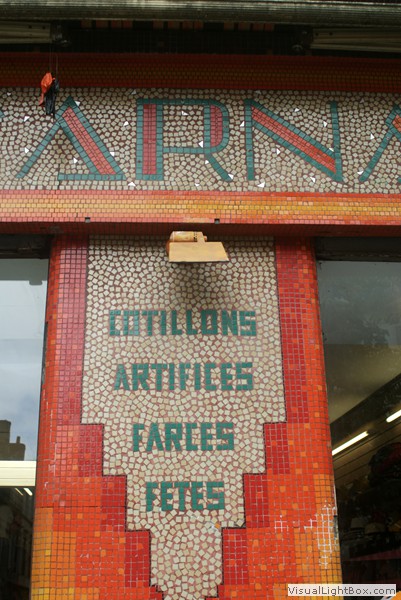 ARNA
COTILLONS
ARTIFICES
FARCES
FETES
VisualLightBox.com